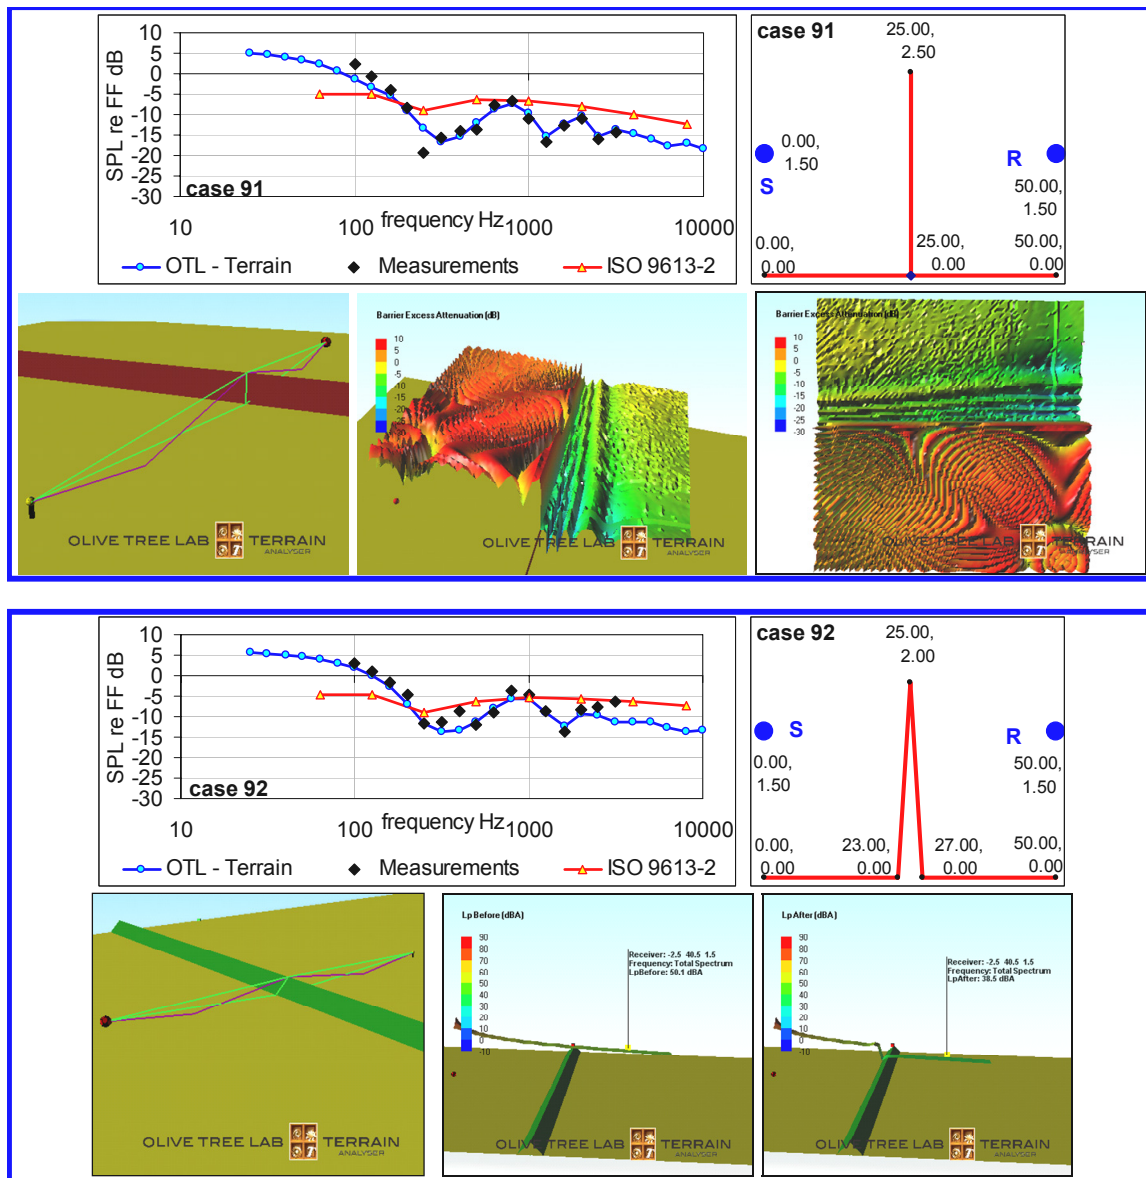 10
5
0
-5
-10
-15
-20
-25
-30
SPL re FF dB
case 91
10
100
1000
10000
frequency Hz
OTL - Terrain
Measurements
ISO 9613-2
case 91
25.00,
2.50
0.00,
1.50
S
R
50.00,
1.50
0.00,
0.00
25.00,
0.00
50.00,
0.00
OLIVE TREE LAB TERRAIN
ANALYSER
Barrier Excess Attenuation (dB)
10
5
0
-5
-10
-15
-20
-25
-30
OLIVE TREE LAB TERRAIN
ANALYSER
Barrier Excess Attenuation (dB)
10
5
0
-5
-10
-15
-20
-25
-30
OLIVE TREE LAB TERRAIN
ANALYSER
10
5
0
-5
-10
-15
-20
-25
-30
SPL re FF dB
case 92
10
100
1000
10000
frequency Hz
OTL - Terrain
Measurements
ISO 9613-2
case 92
25.00,
2.00
S
R
0.00,
1.50
50.00,
1.50
0.00,
0.00
23.00,
0.00
27.00,
0.00
50.00,
0.00
OLIVE TREE LAB TERRAIN
ANALYSER
Lp Before (dBA)
90
80
70
60
50
40
30
20
10
0
-10
Receiver: -2.5 40.5 1.5
Frequency: Total Spectrum
LpBefore: 50.1 dBA
OLIVE TREE LAB TERRAIN
ANALYSER
Lp After (dBA)
90
80
70
60
50
40
30
20
10
0
-10
Receiver: -2.5 40.5 1.5
Frequency: Total Spectrum
LpAfter: 38.5 dBA
OLIVE TREE LAB TERRAIN
ANALYSER